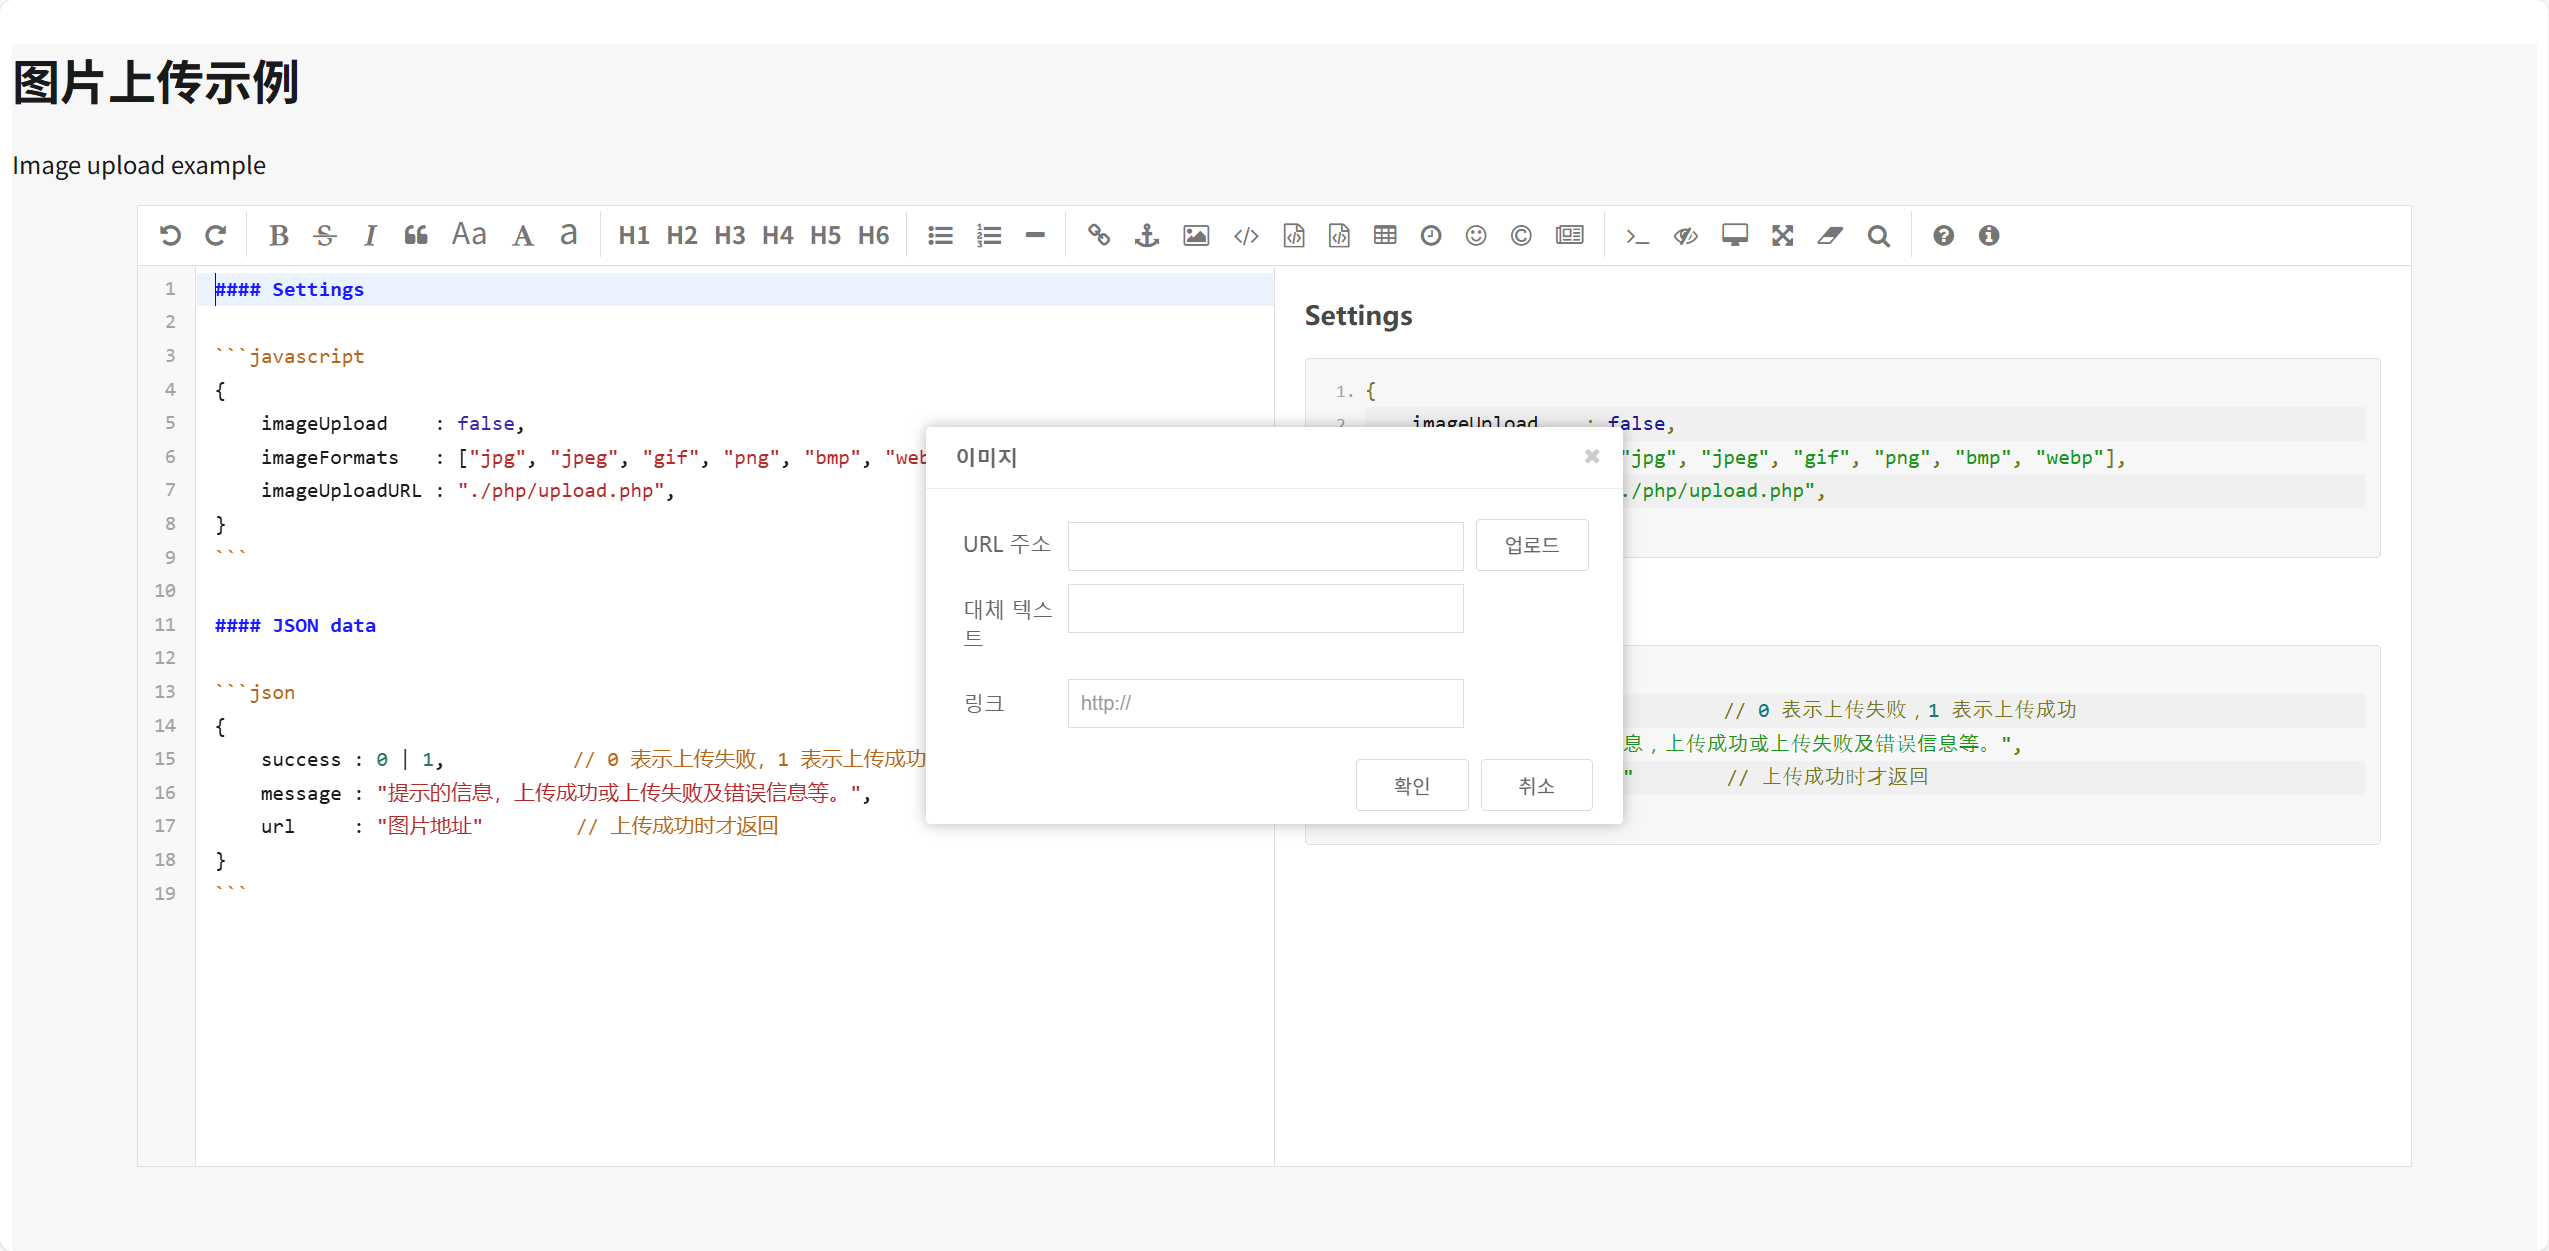 图片上传示例
Image upload example
B S I Aa A a H1 H2 H3 H4 H5 H6
1 #### Settings
2
3 ```javascript
4 {
5 imageUpload : false,
6 imageFormats : ["jpg", "jpeg", "gif", "png", "bmp", "web
7 imageUploadURL : "./php/upload.php",
8 }
9 ```
10
11 #### JSON data
12
13 ```json
14 {
15 success : 0 | 1, // 0 表示上传失败，1 表示上传成功
16 message : "提示的信息，上传成功或上传失败及错误信息等。",
17 url : "图片地址" // 上传成功时才返回
18 }
19 ```
Settings
1. {
2. imageUpload : false,
"jpg", "jpeg", "gif", "png", "bmp", "webp"],
./php/upload.php",
// 0 表示上传失败，1 表示上传成功
息，上传成功或上传失败及错误信息等。",
" // 上传成功时才返回
이미지
URL 주소
업로드
대체 텍스
트
링크 http://
확인 취소